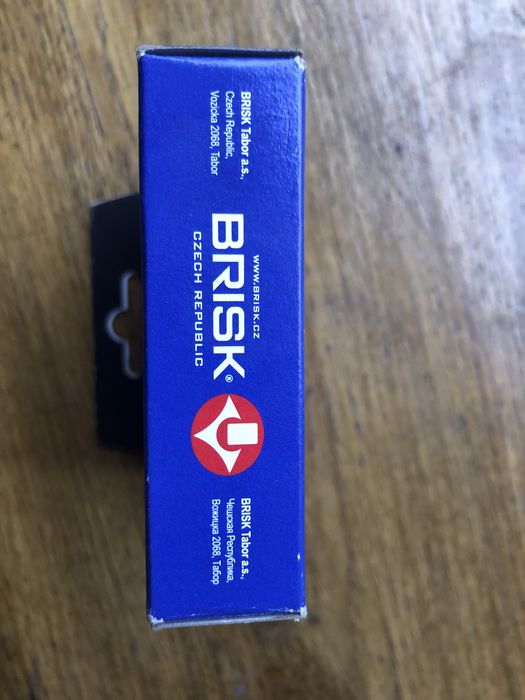 BRISK Tabor a.s.,
Czech Republic,
Vozicka 2068, Tabor
WWW.BRISK.CZ
BRISK®
CZECH REPUBLIC
BRISK Tabor a.s.,
Чешская Республика,
Вожицка 2068, Табор